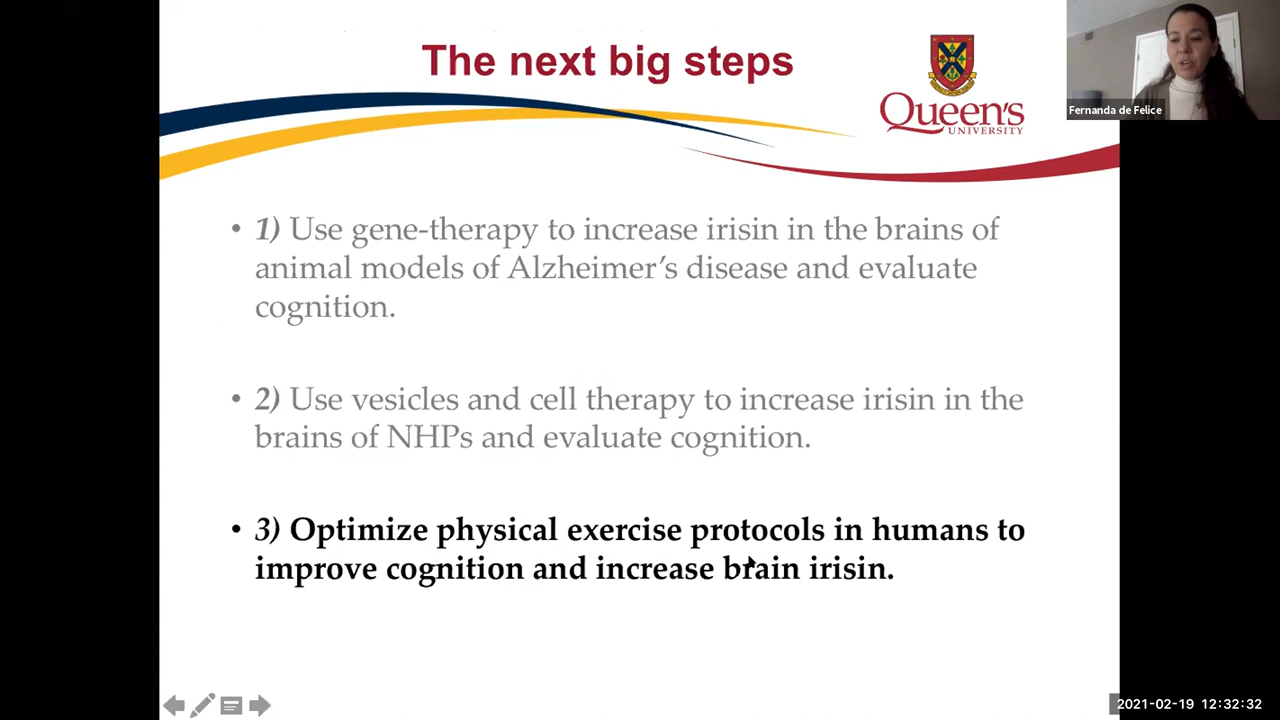 The next big steps
Queen's
UNIVERSITY
Fernanda de Felice
• 1) Use gene-therapy to increase irisin in the brains of
animal models of Alzheimer’s disease and evaluate
cognition.
• 2) Use vesicles and cell therapy to increase irisin in the
brains of NHPs and evaluate cognition.
• 3) Optimize physical exercise protocols in humans to
improve cognition and increase brain irisin.
2021-02-19 12:32:32